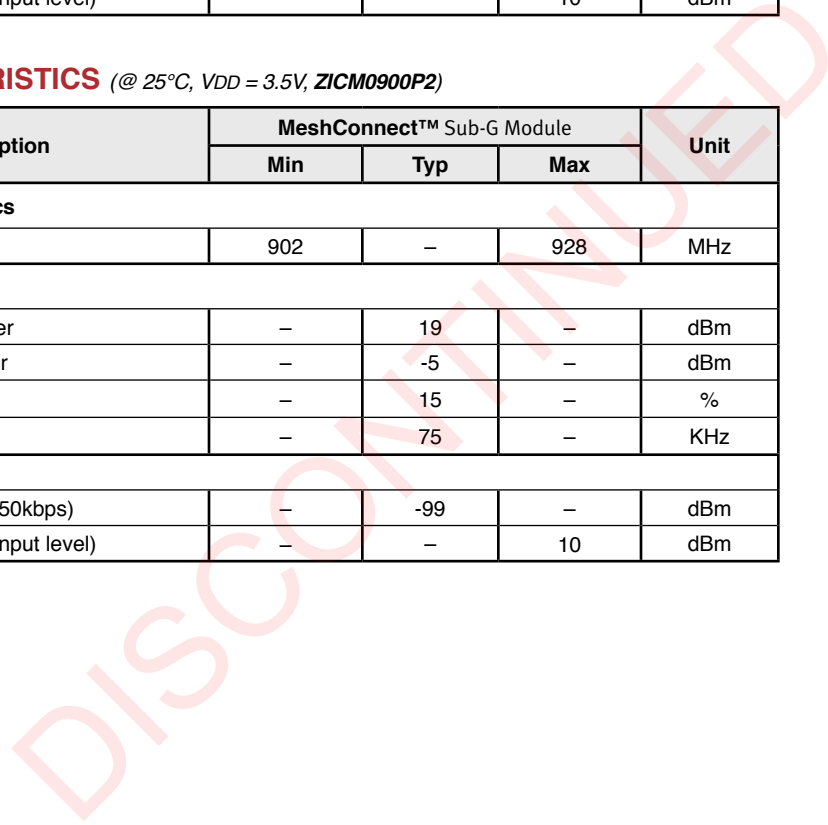 nput level) 10 dBm
RISTICS (@ 25°C, VDD = 3.5V, ZICM0900P2)
ption MeshConnect™ Sub-G Module Unit
Min Typ Max
cs
902 – 928 MHz
er – 19 – dBm
r – -5 – dBm
– 15 – %
– 75 – KHz
50kbps) – -99 – dBm
nput level) – – 10 dBm
DISCONTINUED